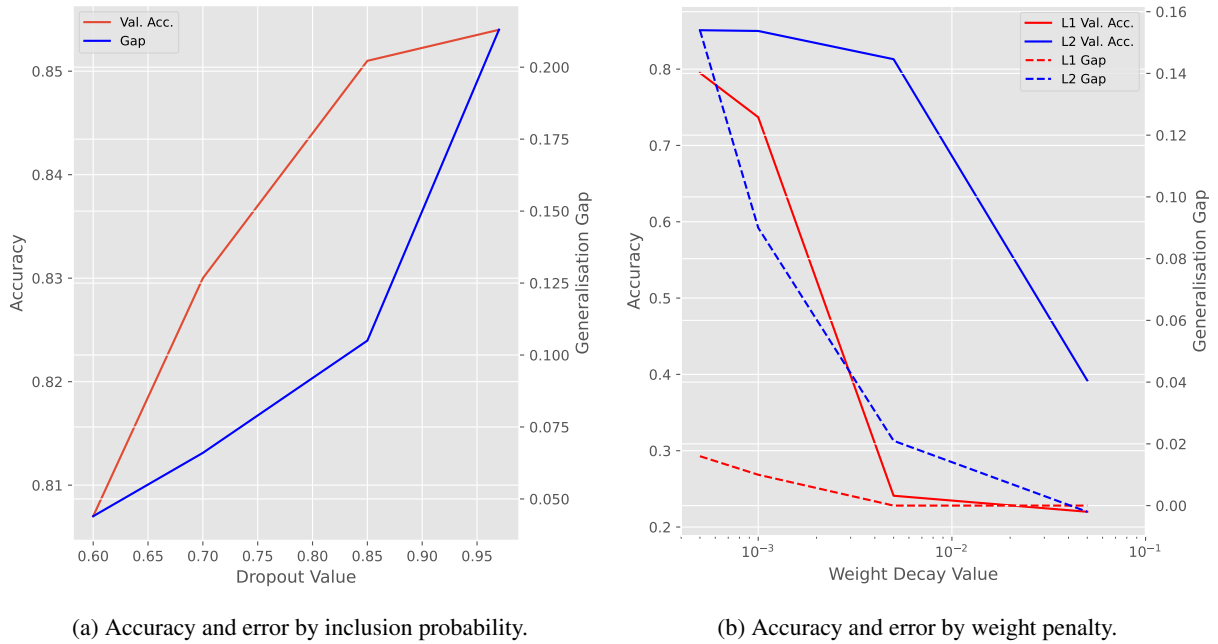 Val. Acc.
Gap
0.85
0.84
0.83
0.82
0.81
Accuracy
0.200
0.175
0.150
0.125
0.100
0.075
0.050
Generalisation Gap
0.60 0.65 0.70 0.75 0.80 0.85 0.90 0.95
Dropout Value
(a) Accuracy and error by inclusion probability.
L1 Val. Acc.
L2 Val. Acc.
L1 Gap
L2 Gap
0.8
0.7
0.6
0.5
0.4
0.3
0.2
Accuracy
0.16
0.14
0.12
0.10
0.08
0.06
0.04
0.02
0.00
Generalisation Gap
10⁻³ 10⁻² 10⁻¹
Weight Decay Value
(b) Accuracy and error by weight penalty.